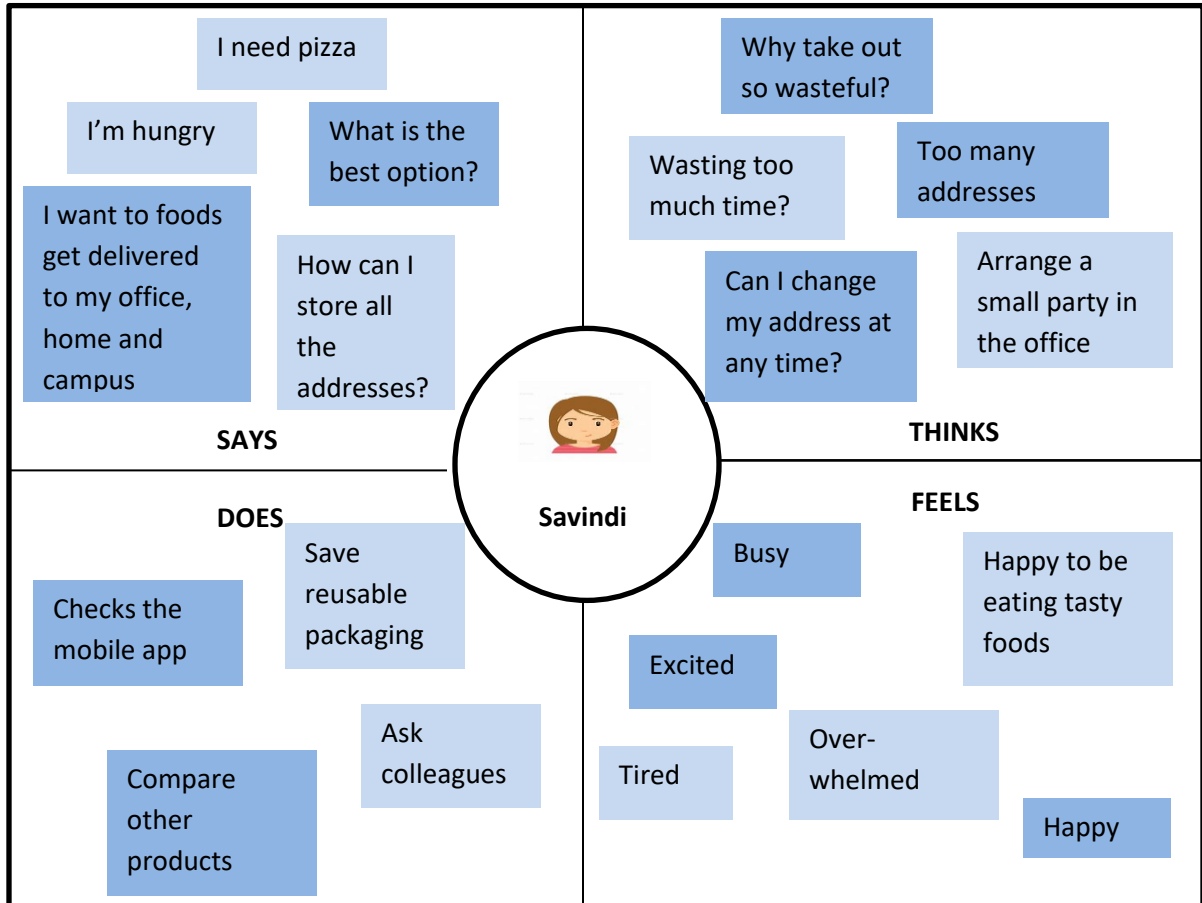 I need pizza
I'm hungry
What is the
best option?
I want to foods
get delivered
to my office,
home and
campus
How can I
store all
the
addresses?
SAYS
Why take out
so wasteful?
Wasting too
much time?
Too many
addresses
Can I change
my address at
any time?
Arrange a
small party in
the office
THINKS
Savindi
DOES
Save
reusable
packaging
Checks the
mobile app
Ask
colleagues
Compare
other
products
FEELS
Busy
Happy to be
eating tasty
foods
Excited
Over-
whelmed
Tired
Happy